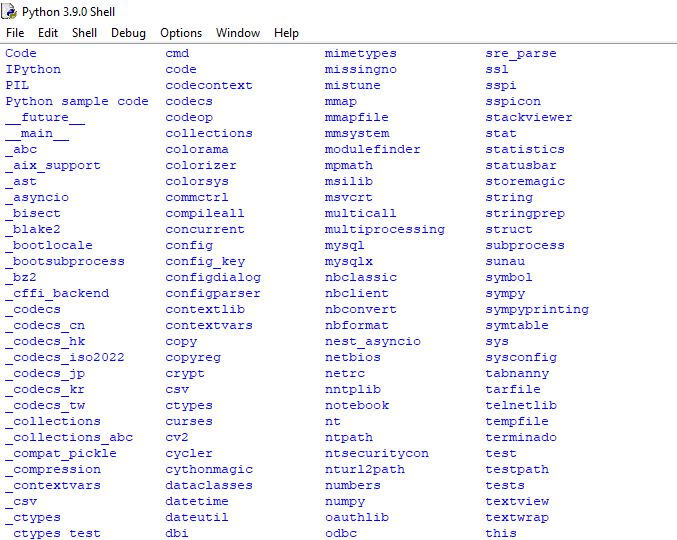 Python 3.9.0 Shell
File Edit Shell Debug Options Window Help
Code cmd mimetypes sre_parse
IPython code missingno ssl
PIL codecontext mistune sspi
Python sample code codecs mmap sspicon
__future__ codeop mmapfile stackviewer
__main__ collections mmsystem stat
_abc colorama modulefinder statistics
_aix_support colorizer mpmath statusbar
_ast colorsys msilib storemagic
_asyncio commctrl msvcrt string
_bisect compileall multicall stringprep
_blake2 concurrent multiprocessing struct
_bootlocale config mysql subprocess
_bootsubprocess config_key mysqlx sunau
_bz2 configdialog nbclassic symbol
_cffi_backend configparser nbclient sympy
_codecs contextlib nbconvert sympyprinting
_codecs_cn contextvars nbformat symtable
_codecs_hk copy nest_asyncio sys
_codecs_iso2022 copyreg netbios sysconfig
_codecs_jp crypt netrc tabnanny
_codecs_kr csv nntplib tarfile
_codecs_tw ctypes notebook telnetlib
_collections curses nt tempfile
_collections_abc cv2 ntpath terminado
_compat_pickle cycler ntsecuritycon test
_compression cythonmagic nturl2path testpath
_contextvars dataclasses numbers tests
_csv datetime numpy textview
_ctypes dateutil oauthlib textwrap
_ctypes_test dbi odbc this